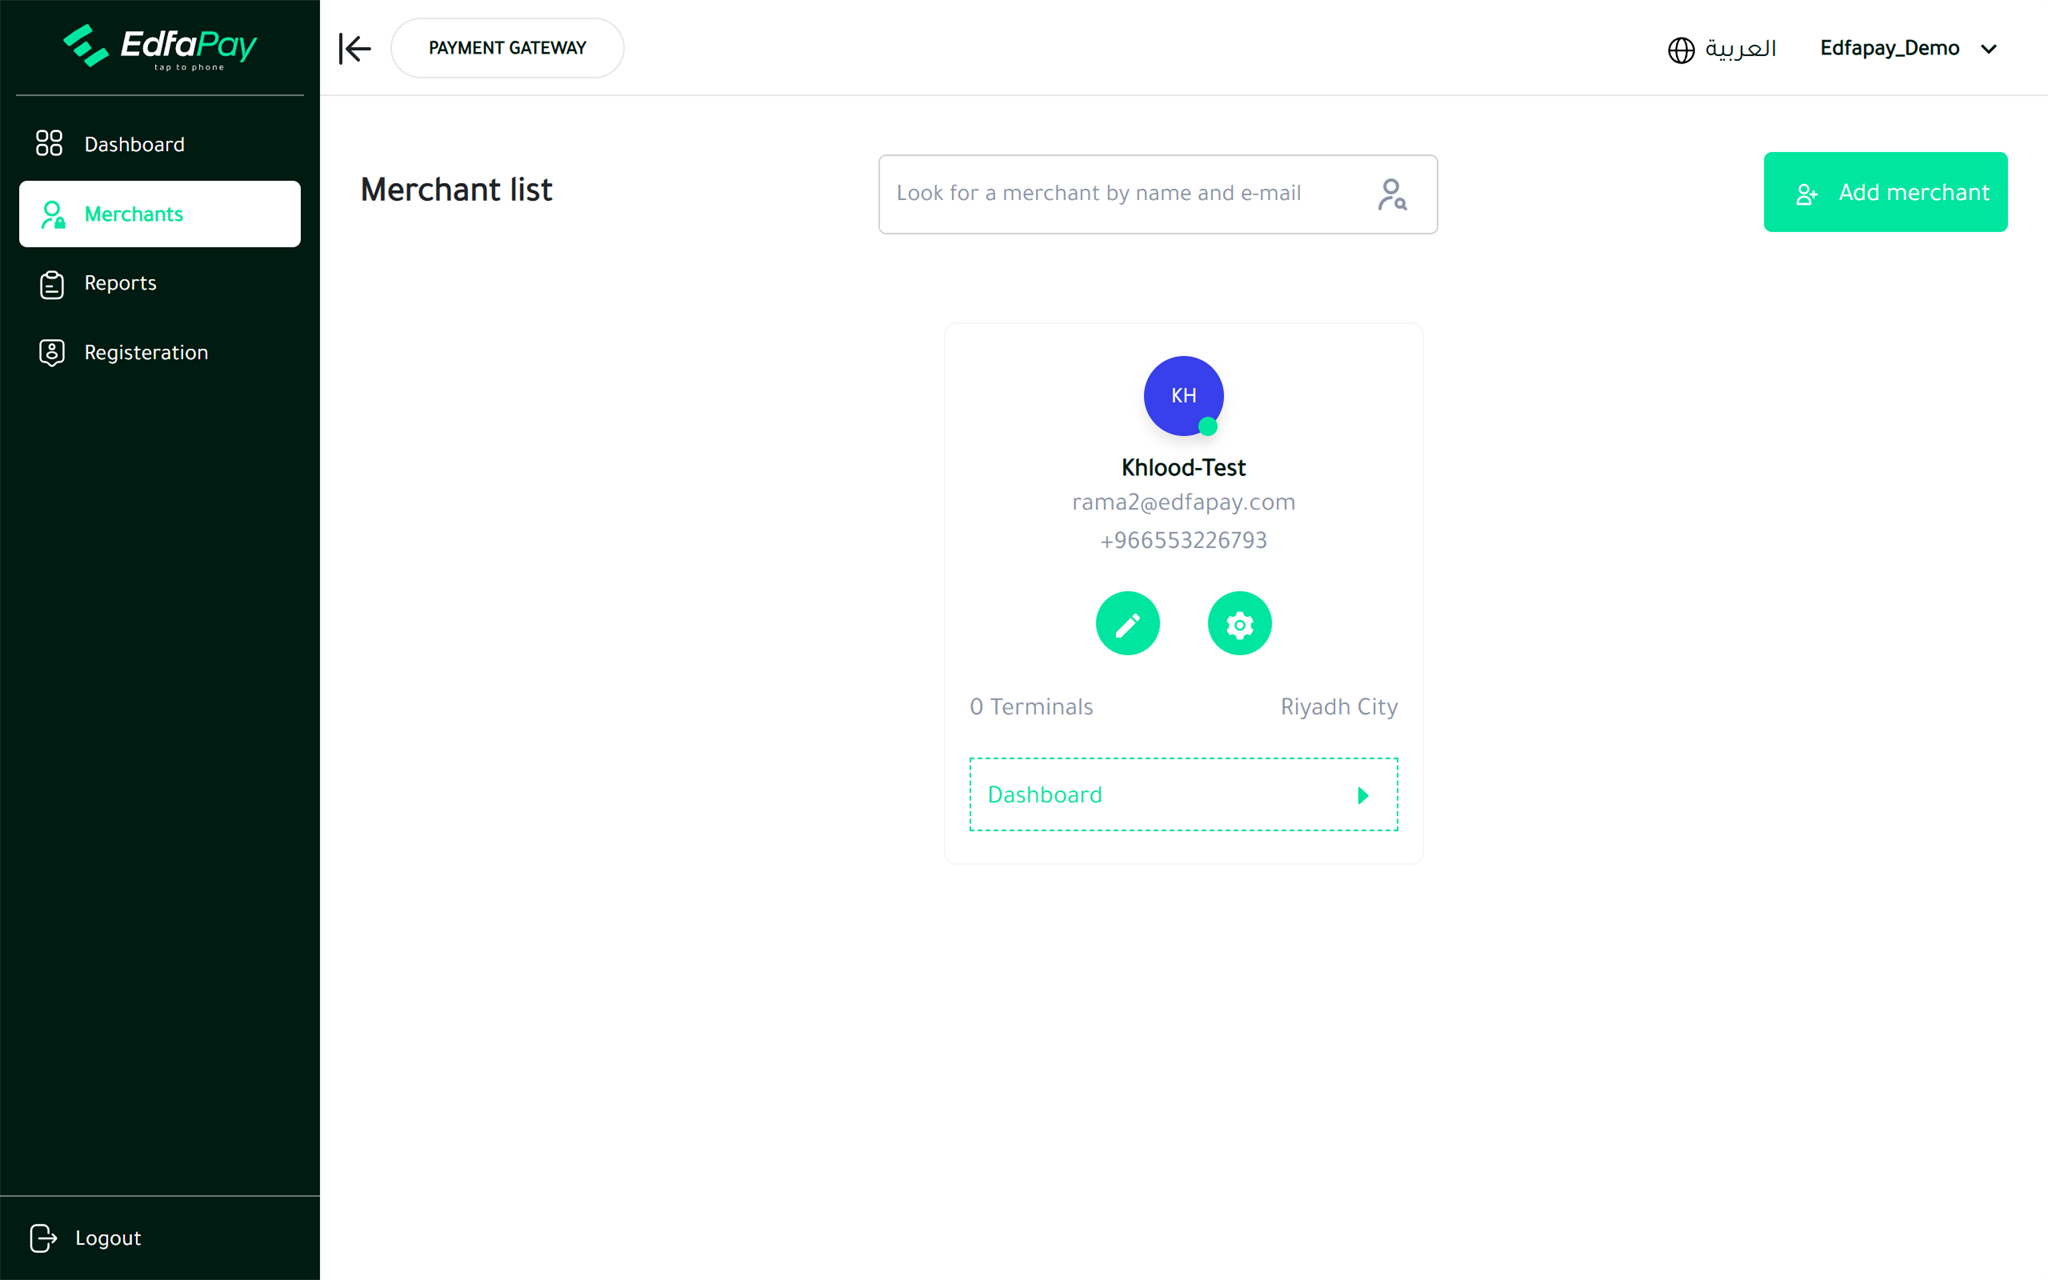 EdfaPay
tap to phone
PAYMENT GATEWAY
العربية
Edfapay_Demo
Dashboard
Merchants
Reports
Registeration
Logout
Merchant list
Look for a merchant by name and e-mail
Add merchant
KH
Khlood-Test
rama2@edfapay.com
+966553226793
0 Terminals
Riyadh City
Dashboard